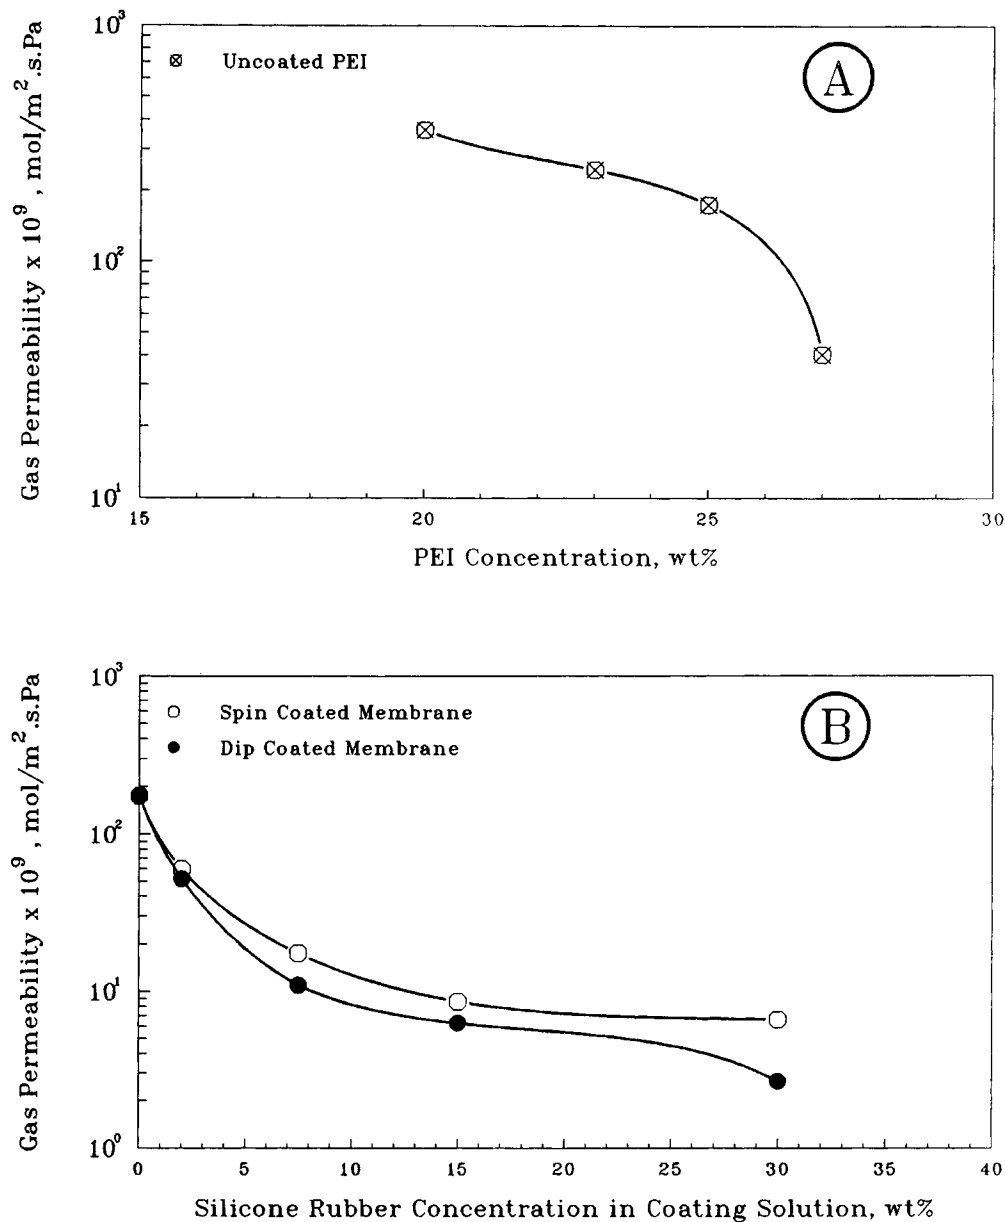 10³
Uncoated PEI
A
10²
10¹
Gas Permeability x 10⁹ , mol/m².s.Pa
15 20 25 30
PEI Concentration, wt%
10³
Spin Coated Membrane
Dip Coated Membrane
B
10²
10¹
10⁰
Gas Permeability x 10⁹ , mol/m².s.Pa
0 5 10 15 20 25 30 35 40
Silicone Rubber Concentration in Coating Solution, wt%